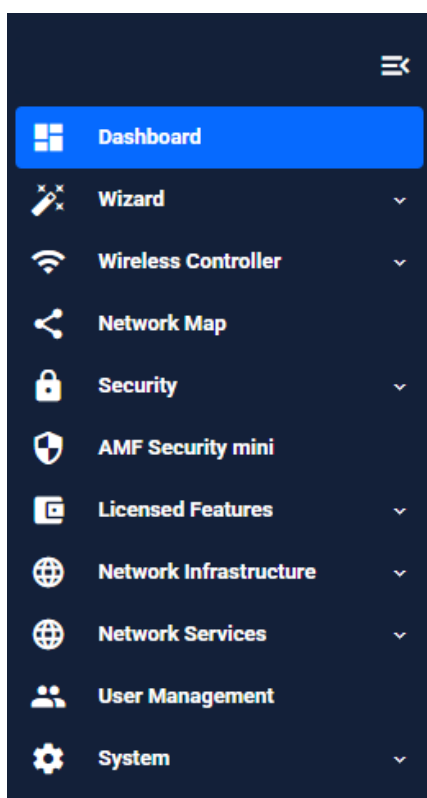 Dashboard
Wizard
Wireless Controller
Network Map
Security
AMF Security mini
Licensed Features
Network Infrastructure
Network Services
User Management
System